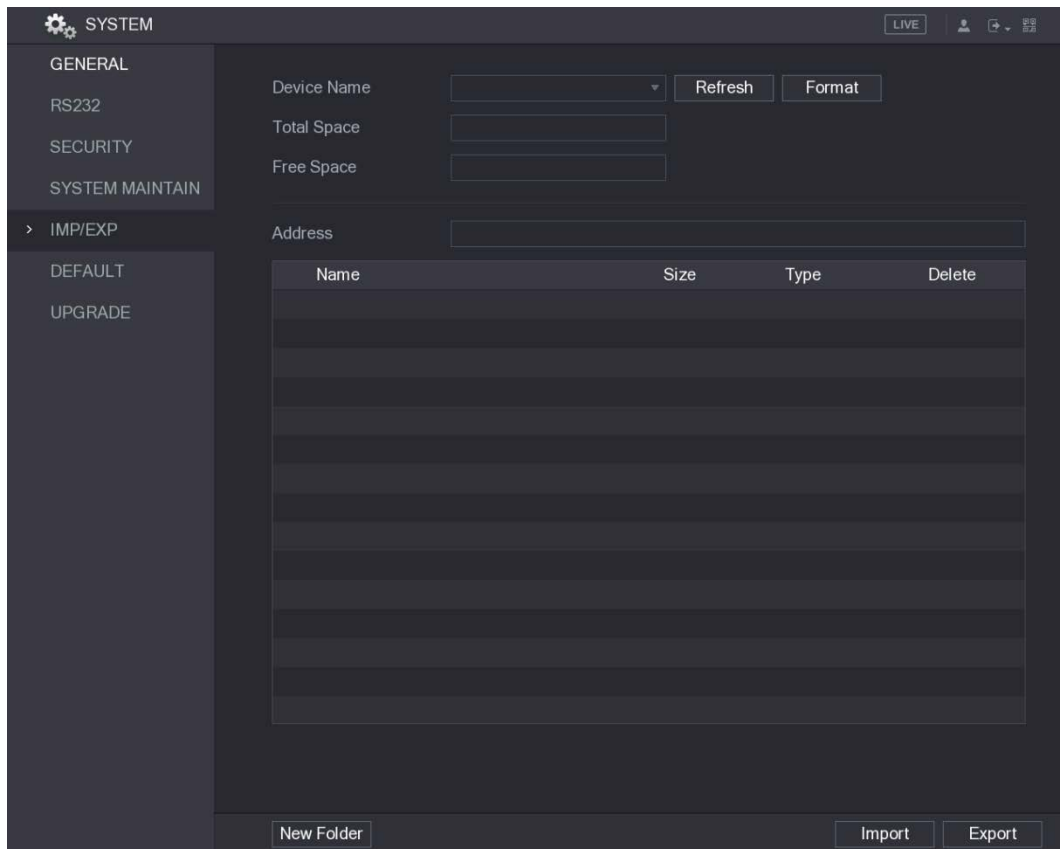 SYSTEM
LIVE
GENERAL
RS232
SECURITY
SYSTEM MAINTAIN
> IMP/EXP
DEFAULT
UPGRADE
Device Name
Refresh
Format
Total Space
Free Space
Address
Name Size Type Delete
New Folder
Import
Export